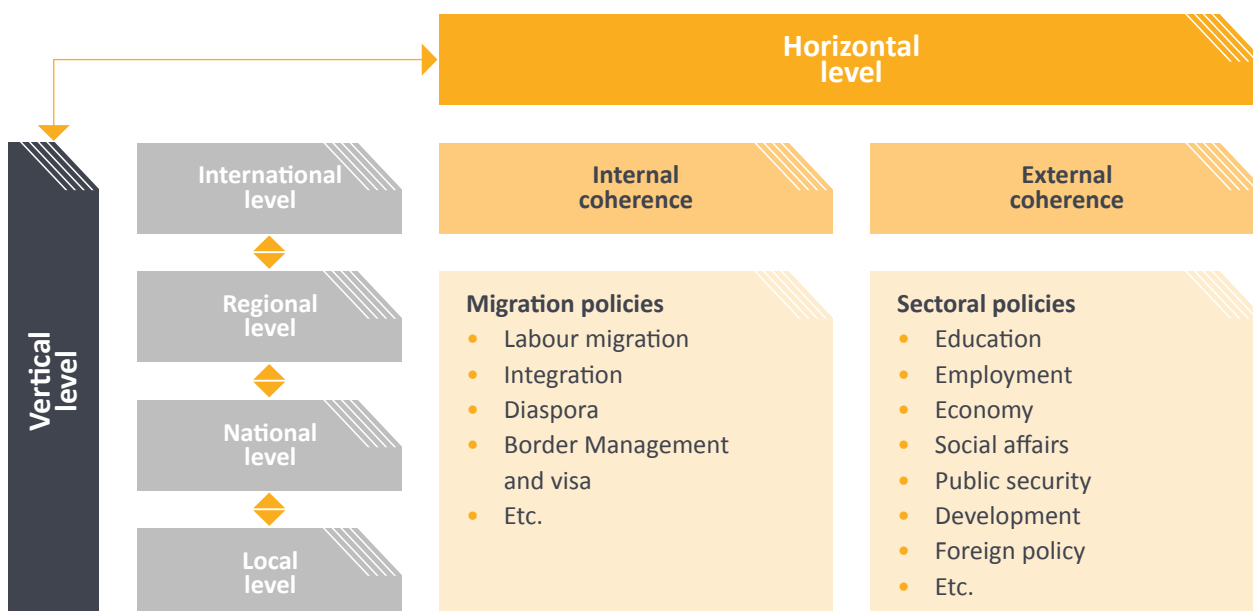 Horizontal
level
Vertical
level
International
level
Regional
level
National
level
Local
level
Internal
coherence
Migration policies
• Labour migration
• Integration
• Diaspora
• Border Management
and visa
• Etc.
External
coherence
Sectoral policies
• Education
• Employment
• Economy
• Social affairs
• Public security
• Development
• Foreign policy
• Etc.